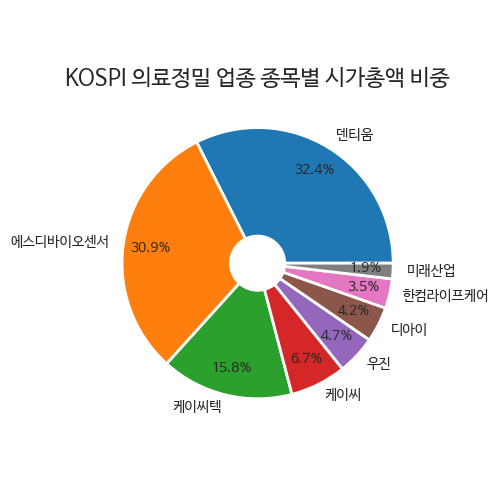 KOSPI 의료정밀 업종 종목별 시가총액 비중
덴티움
32.4%
에스디바이오센서
30.9%
케이씨텍
15.8%
케이씨
6.7%
우진
4.7%
디아이
4.2%
한컴라이프케어
3.5%
미래산업
1.9%